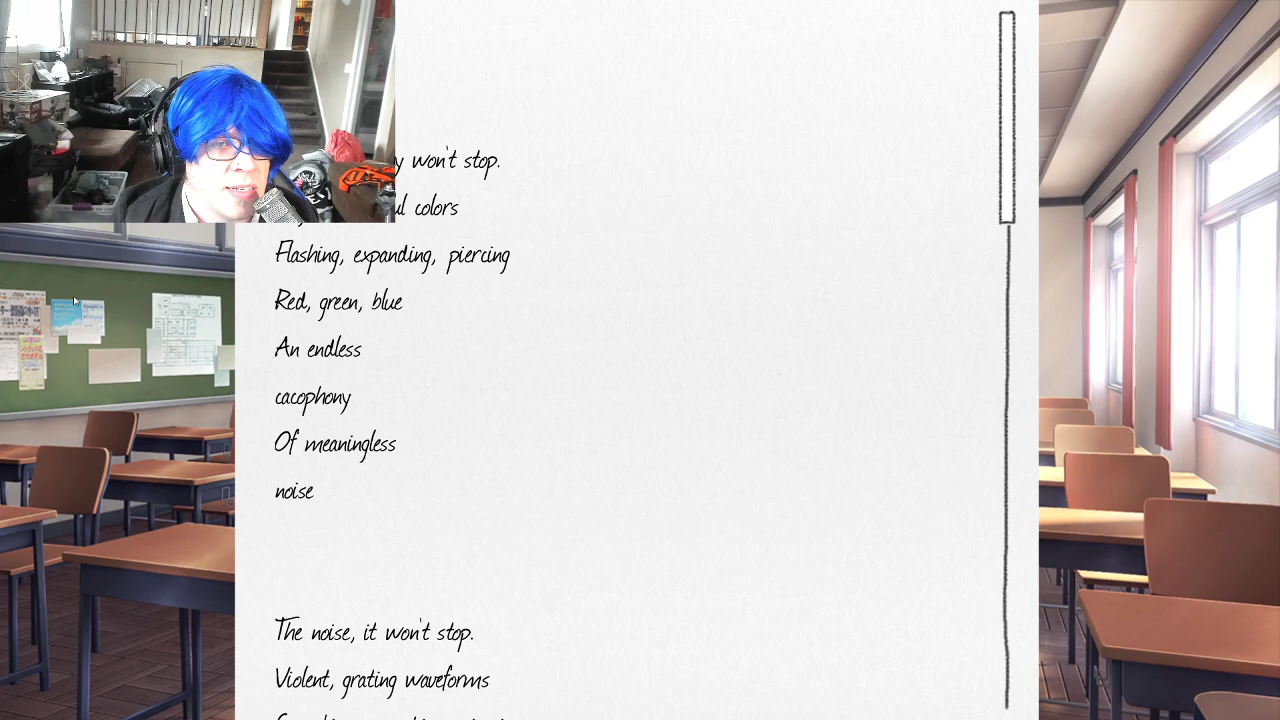 won't stop.
colors
Flashing, expanding, piercing
Red, green, blue
An endless
cacophony
Of meaningless
noise
The noise, it won't stop.
Violent, grating waveforms